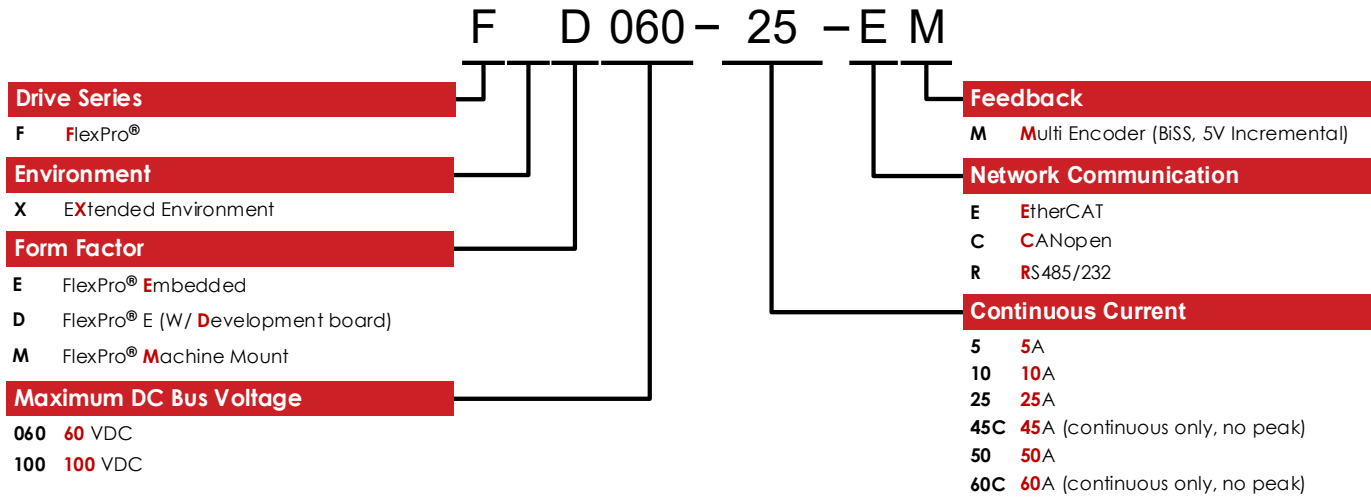 F D 060 – 25 – E M
Drive Series
F FlexPro®
Environment
X EXtended Environment
Form Factor
E FlexPro® Embedded
D FlexPro® E (W/ Development board)
M FlexPro® Machine Mount
Maximum DC Bus Voltage
060 60 VDC
100 100 VDC
Feedback
M Multi Encoder (BiSS, 5V Incremental)
Network Communication
E EtherCAT
C CANopen
R RS485/232
Continuous Current
5 5A
10 10A
25 25A
45C 45A (continuous only, no peak)
50 50A
60C 60A (continuous only, no peak)